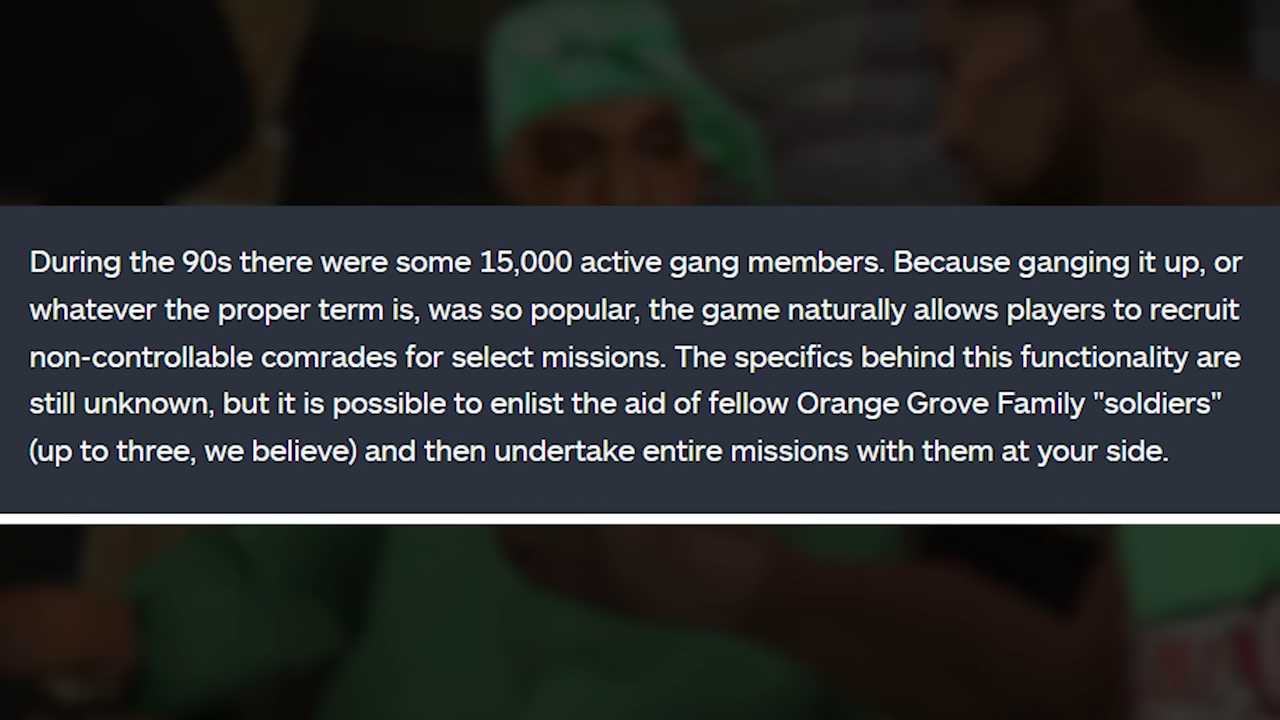 During the 90s there were some 15,000 active gang members. Because ganging it up, or
whatever the proper term is, was so popular, the game naturally allows players to recruit
non-controllable comrades for select missions. The specifics behind this functionality are
still unknown, but it is possible to enlist the aid of fellow Orange Grove Family "soldiers"
(up to three, we believe) and then undertake entire missions with them at your side.